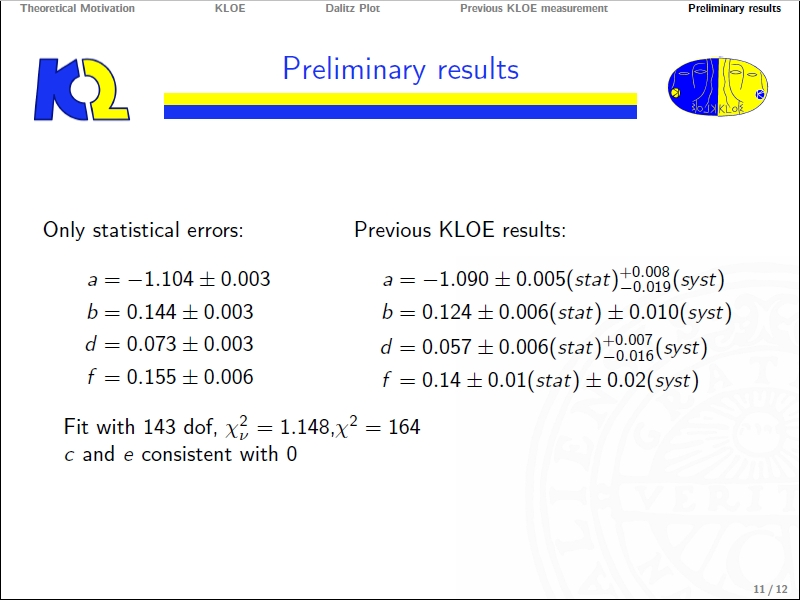 Theoretical Motivation KLOE Dalitz Plot Previous KLOE measurement Preliminary results
Preliminary results
KLOE
Only statistical errors:
a = −1.104 ± 0.003
b = 0.144 ± 0.003
d = 0.073 ± 0.003
f = 0.155 ± 0.006
Previous KLOE results:
a = −1.090 ± 0.005(stat)+0.008 −0.019(syst)
b = 0.124 ± 0.006(stat) ± 0.010(syst)
d = 0.057 ± 0.006(stat)+0.007 −0.016(syst)
f = 0.14 ± 0.01(stat) ± 0.02(syst)
Fit with 143 dof, χ²ν = 1.148,χ² = 164
c and e consistent with 0
VERIT
11 / 12